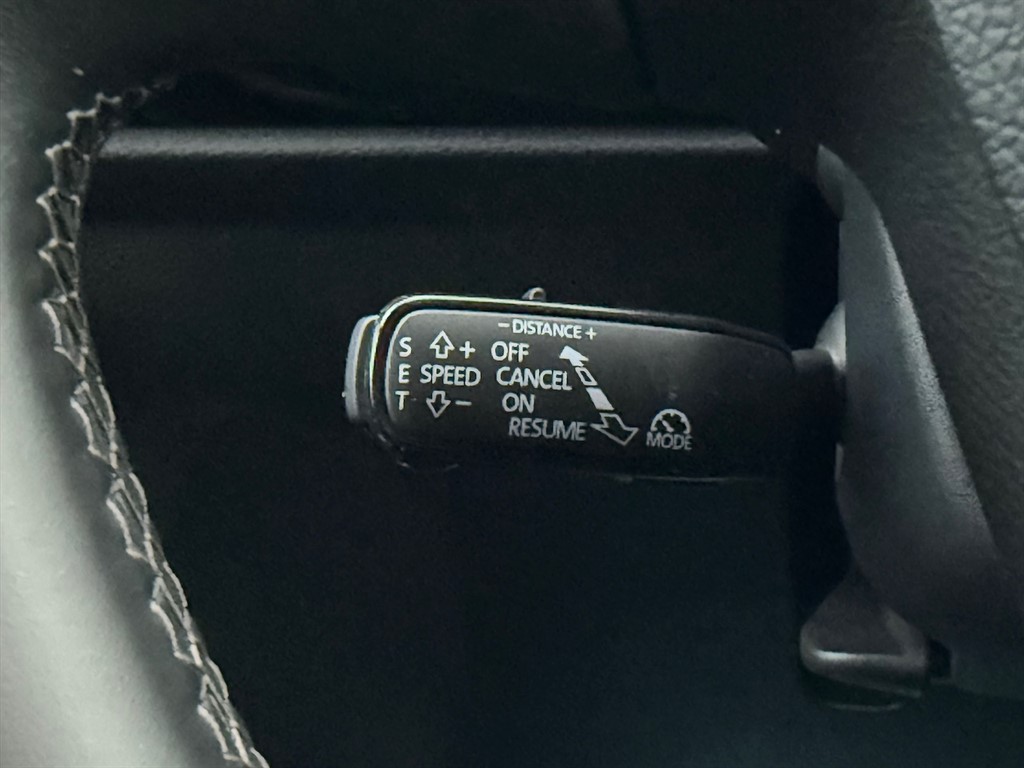 - DISTANCE +
S + OFF
E SPEED CANCEL
T - ON
RESUME
MODE